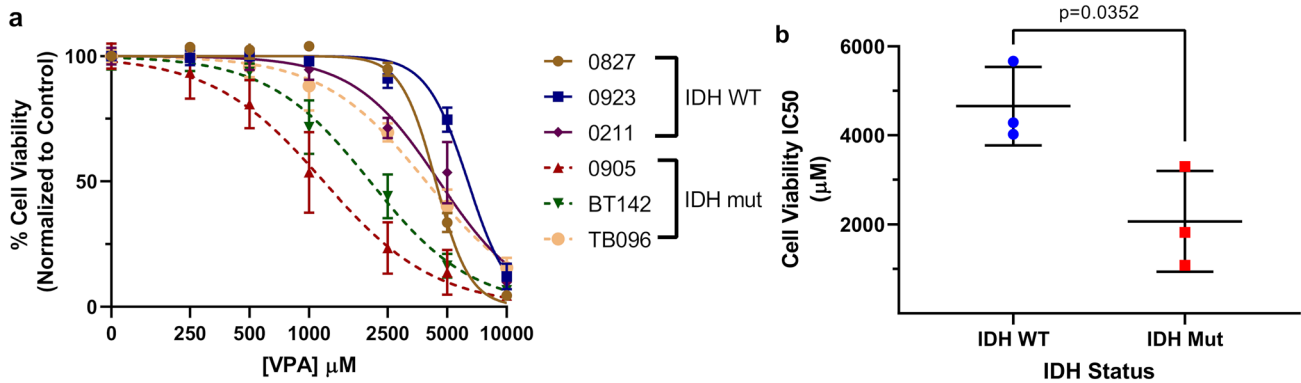 a
% Cell Viability
(Normalized to Control)
100
50
0
0 250 500 1000 2500 5000 10000
[VPA] μM
0827
0923
0211
0905
BT142
TB096
IDH WT
IDH mut
b
p=0.0352
Cell Viability IC50
(μM)
6000
4000
2000
IDH WT IDH Mut
IDH Status